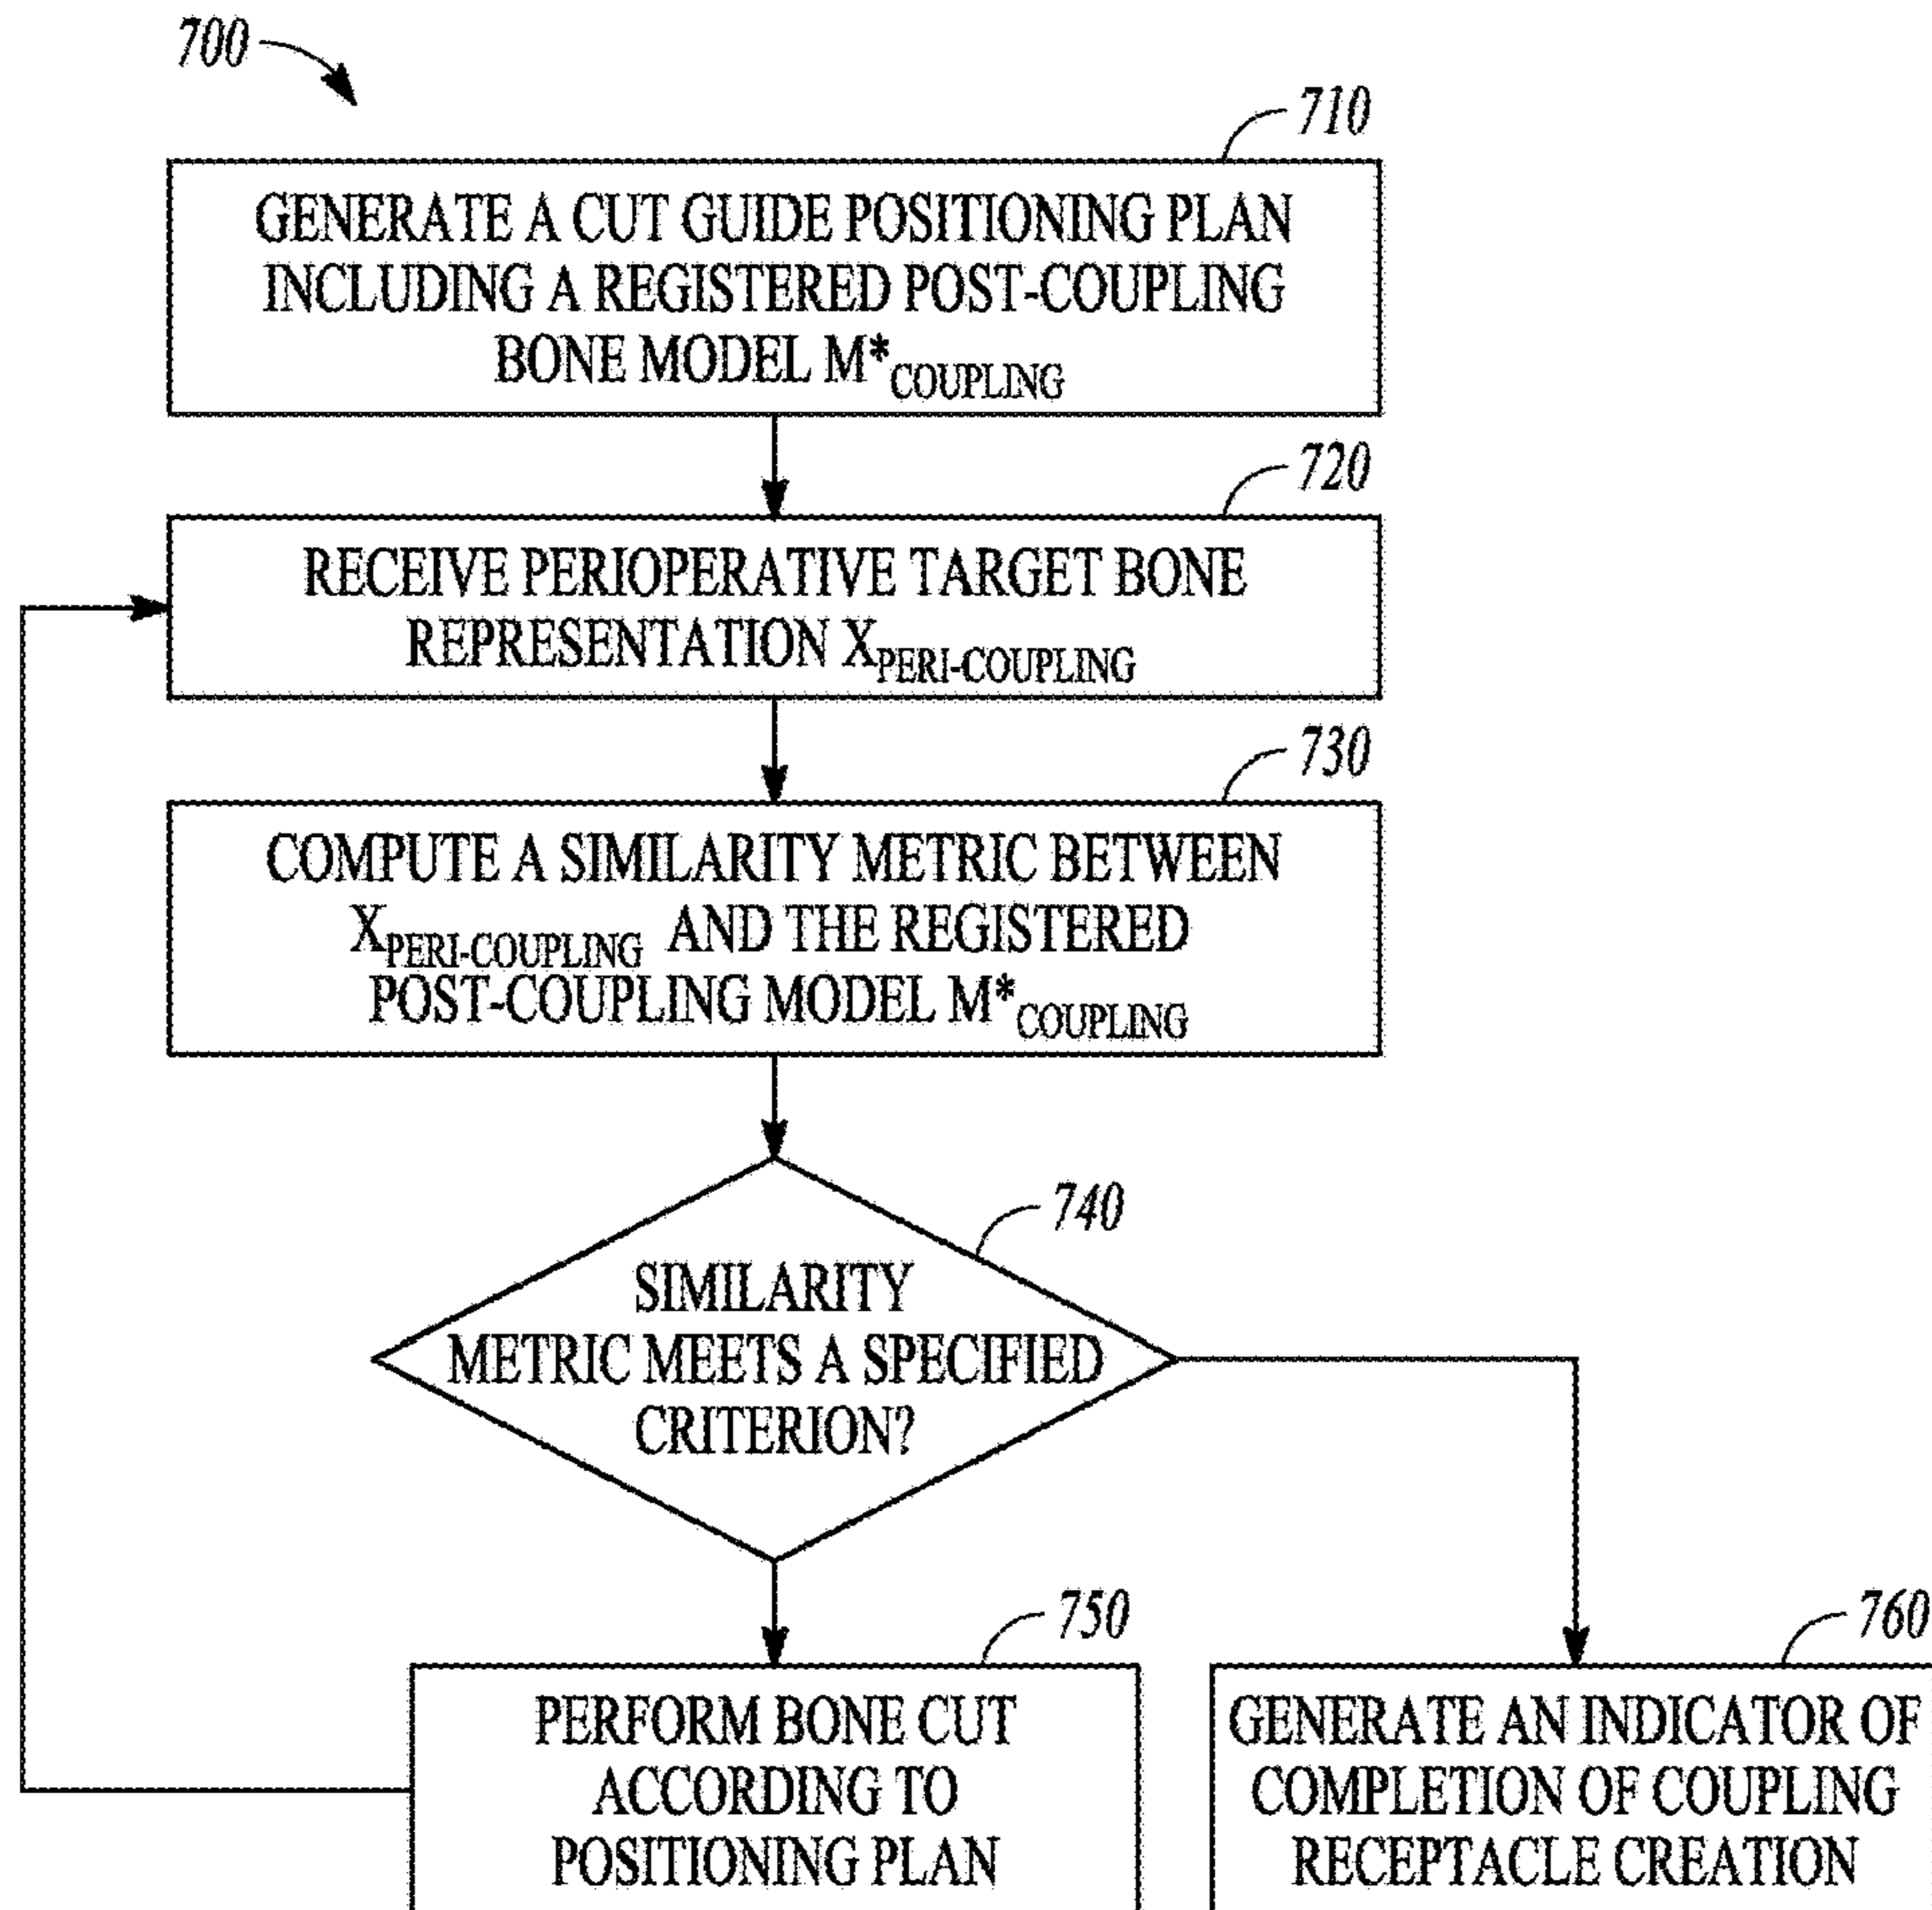 700
710
GENERATE A CUT GUIDE POSITIONING PLAN
INCLUDING A REGISTERED POST-COUPLING
BONE MODEL M*COUPLING
720
RECEIVE PERIOPERATIVE TARGET BONE
REPRESENTATION XPERI-COUPLING
730
COMPUTE A SIMILARITY METRIC BETWEEN
XPERI-COUPLING AND THE REGISTERED
POST-COUPLING MODEL M*COUPLING
740
SIMILARITY
METRIC MEETS A SPECIFIED
CRITERION?
750
PERFORM BONE CUT
ACCORDING TO
POSITIONING PLAN
760
GENERATE AN INDICATOR OF
COMPLETION OF COUPLING
RECEPTACLE CREATION